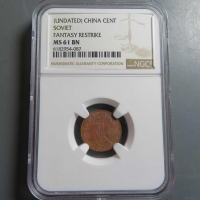 (UNDATED) CHINA CENT
SOVIET
FANTASY RESTRIKE
MS 61 BN
NGC
NUMISMATIC GUARANTY CORPORATION